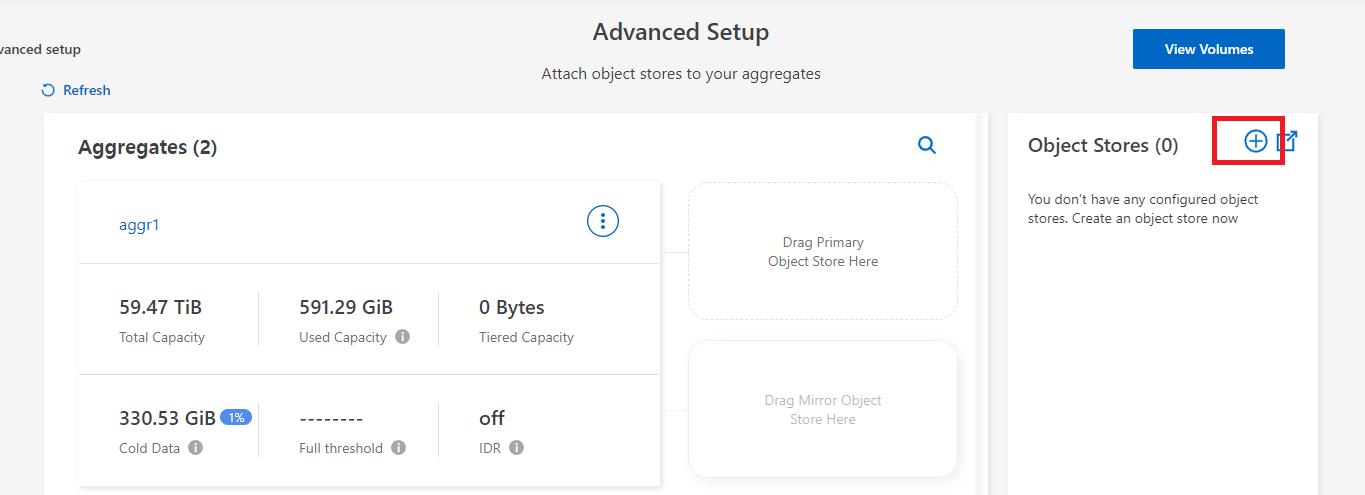 Advanced Setup
View Volumes
vanced setup
Attach object stores to your aggregates
Refresh
Aggregates (2)
Object Stores (0)
You don't have any configured object
stores. Create an object store now
aggr1
Drag Primary
Object Store Here
59.47 TiB
591.29 GiB
0 Bytes
Total Capacity
Used Capacity
Tiered Capacity
Drag Mirror Object
Store Here
330.53 GiB 1%
--------
off
Cold Data
Full threshold
IDR